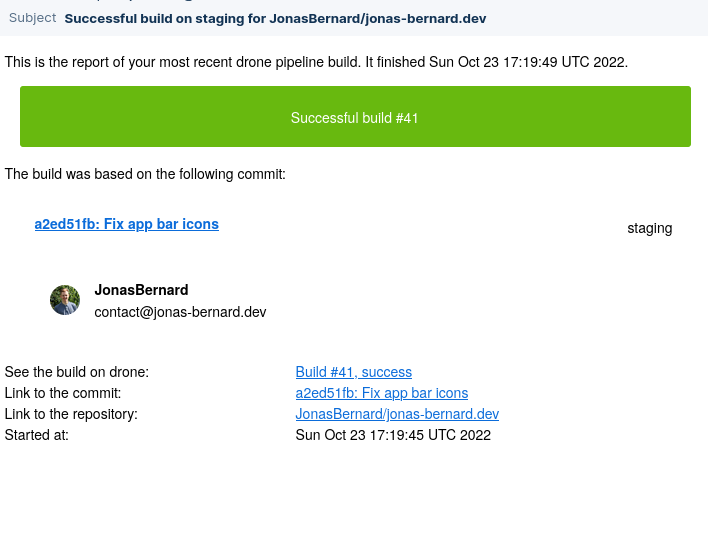 Subject Successful build on staging for JonasBernard/jonas-bernard.dev
This is the report of your most recent drone pipeline build. It finished Sun Oct 23 17:19:49 UTC 2022.
Successful build #41
The build was based on the following commit:
a2ed51fb: Fix app bar icons
staging
JonasBernard
contact@jonas-bernard.dev
See the build on drone: Build #41, success
Link to the commit: a2ed51fb: Fix app bar icons
Link to the repository: JonasBernard/jonas-bernard.dev
Started at: Sun Oct 23 17:19:45 UTC 2022